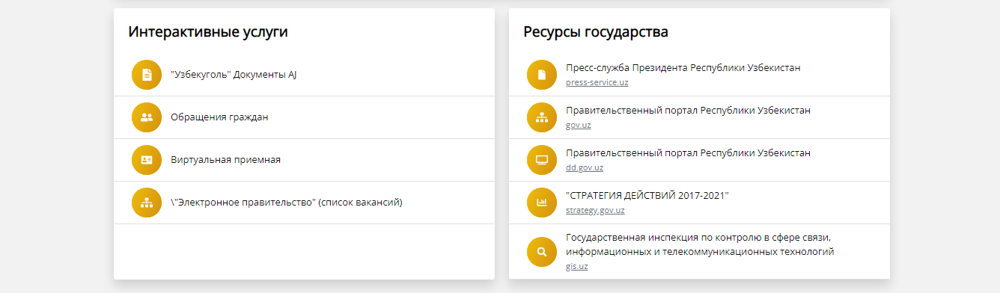 Интерактивные услуги
"Узбекуголь" Документы AJ
Обращения граждан
Виртуальная приемная
\"Электронное правительство" (список вакансий)
Ресурсы государства
Пресс-служба Президента Республики Узбекистан
press-service.uz
Правительственный портал Республики Узбекистан
gov.uz
Правительственный портал Республики Узбекистан
dd.gov.uz
"СТРАТЕГИЯ ДЕЙСТВИЙ 2017-2021"
strategy.gov.uz
Государственная инспекция по контролю в сфере связи,
информационных и телекоммуникационных технологий
gis.uz